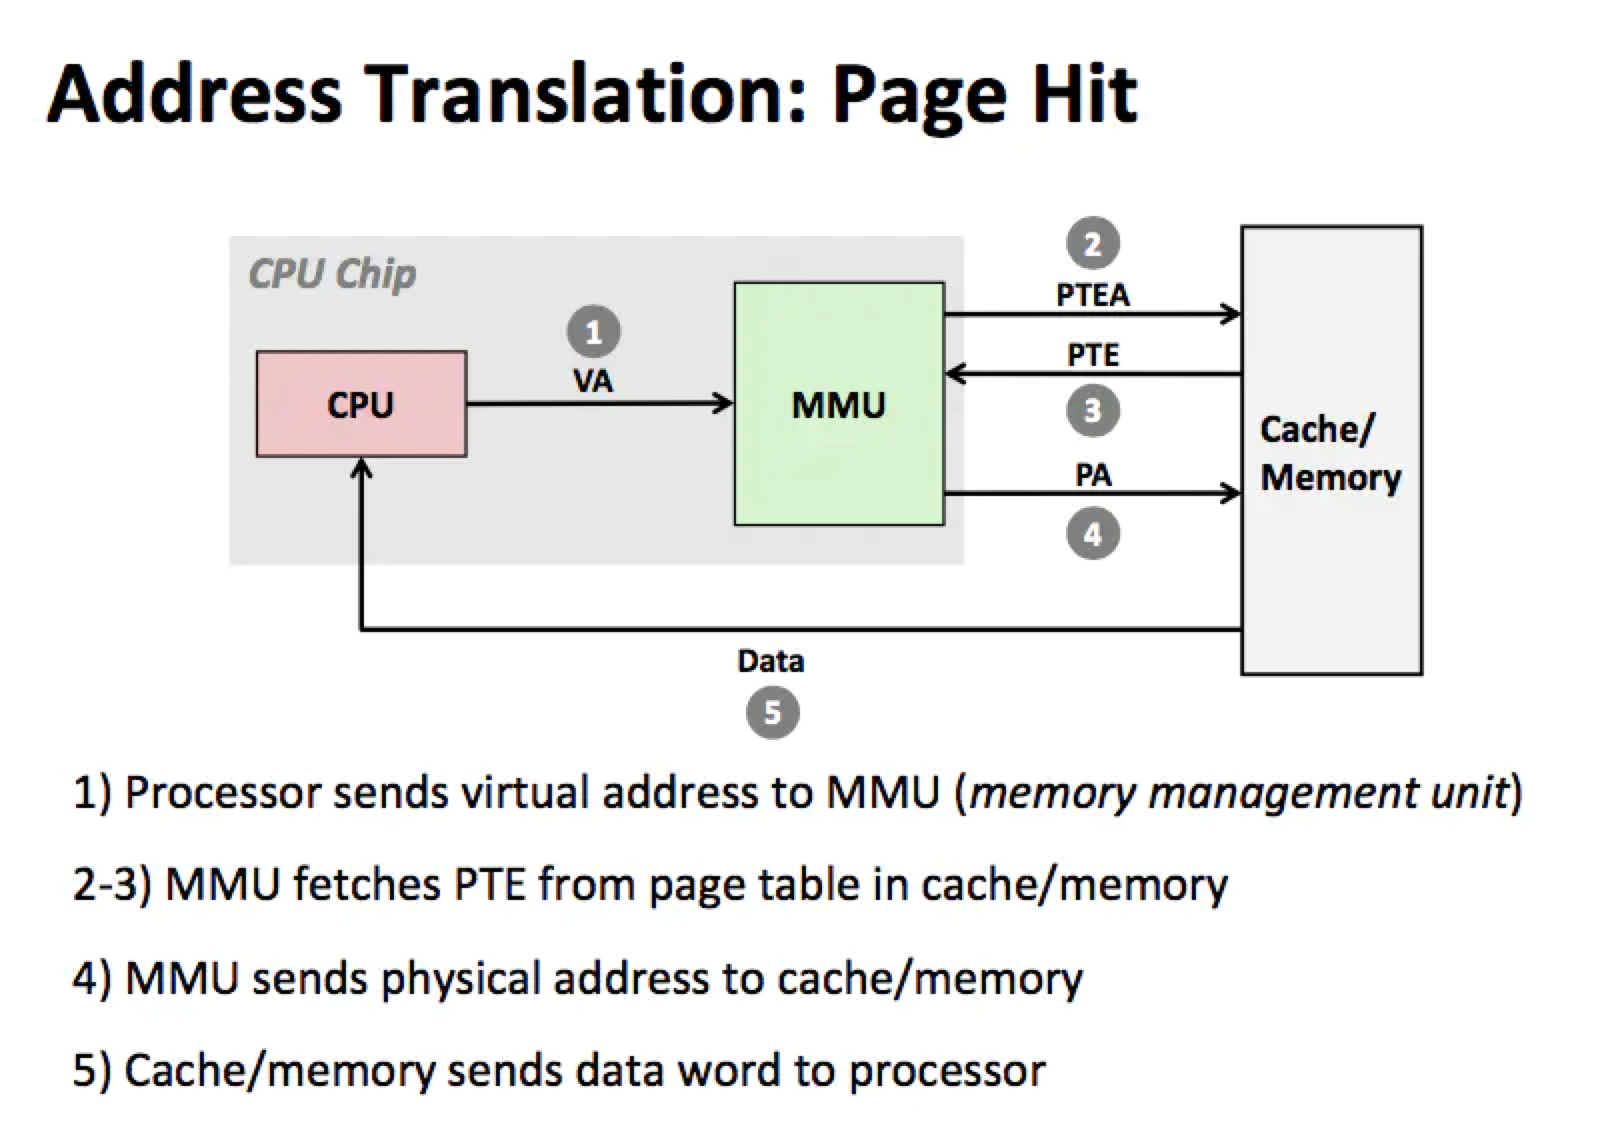 Address Translation: Page Hit
CPU Chip
2
PTEA
1
VA
PTE
3
CPU
MMU
Cache/
Memory
PA
4
Data
5
1) Processor sends virtual address to MMU (memory management unit)
2-3) MMU fetches PTE from page table in cache/memory
4) MMU sends physical address to cache/memory
5) Cache/memory sends data word to processor